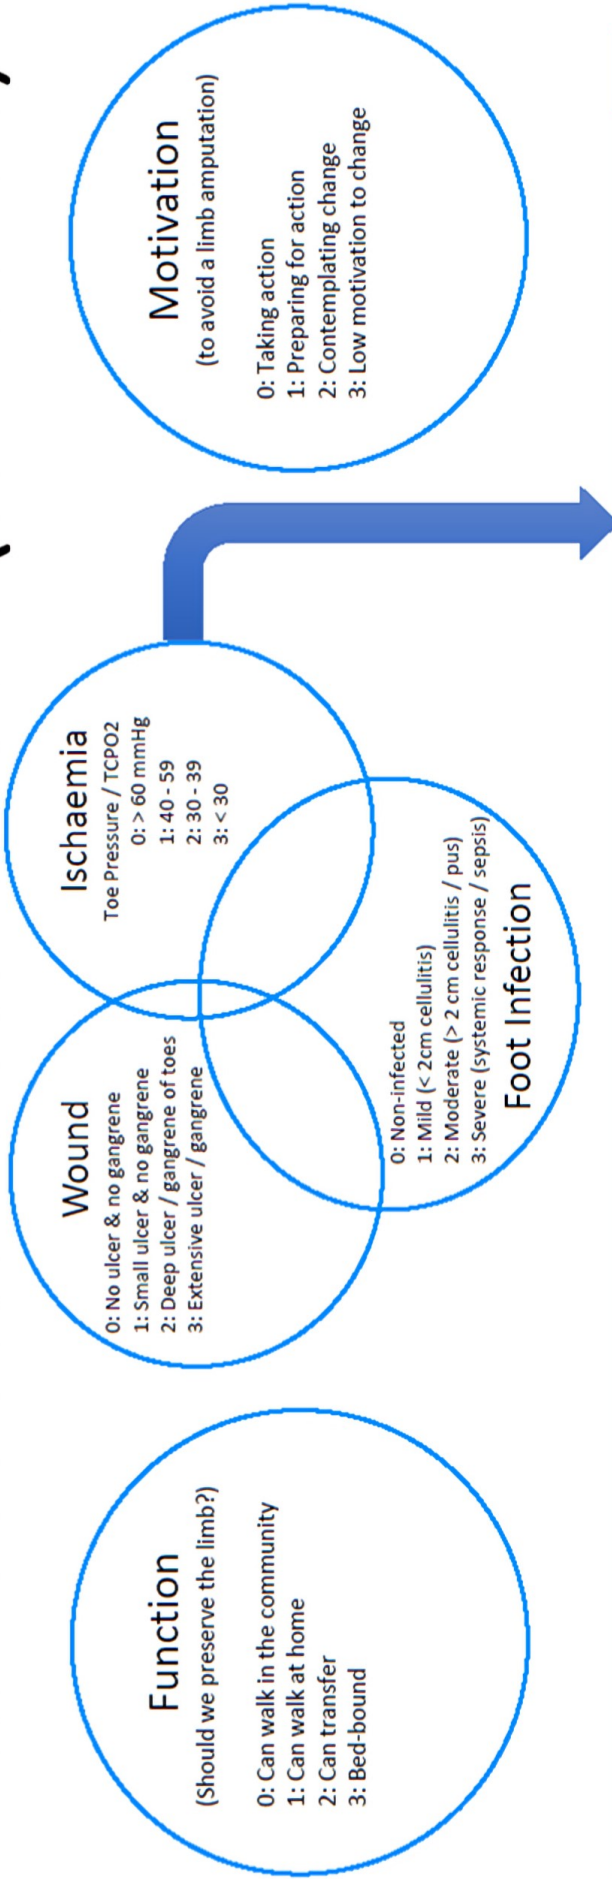 Function
(Should we preserve the limb?)
0: Can walk in the community
1: Can walk at home
2: Can transfer
3: Bed-bound
Wound
0: No ulcer & no gangrene
1: Small ulcer & no gangrene
2: Deep ulcer / gangrene of toes
3: Extensive ulcer / gangrene
Ischaemia
Toe Pressure / TCPO2
0: > 60 mmHg
1: 40 - 59
2: 30 - 39
3: < 30
0: Non-infected
1: Mild (< 2cm cellulitis)
2: Moderate (> 2 cm cellulitis / pus)
3: Severe (systemic response / sepsis)
Foot Infection
Motivation
(to avoid a limb amputation)
0: Taking action
1: Preparing for action
2: Contemplating change
3: Low motivation to change